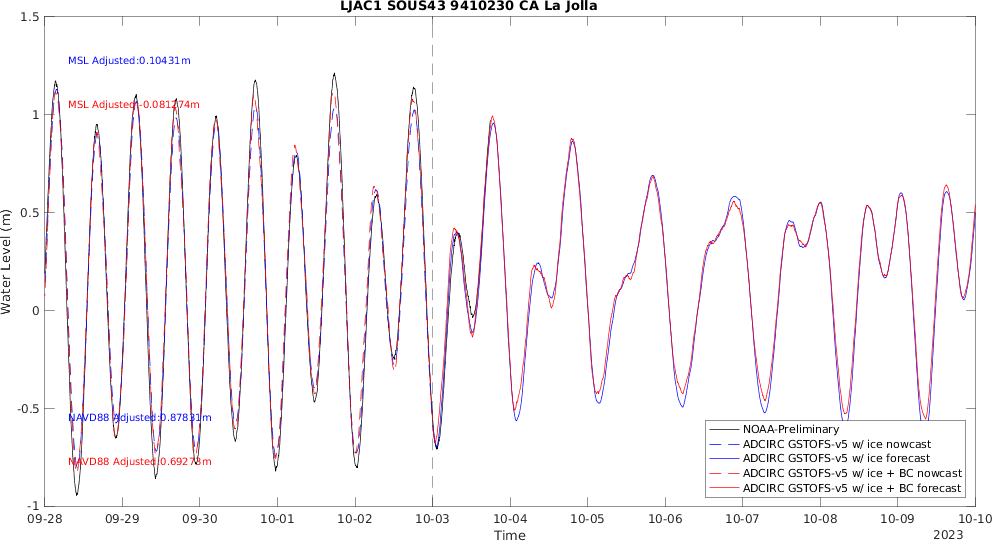 LJAC1 SOUS43 9410230 CA La Jolla
1.5
MSL Adjusted:0.10431m
MSL Adjusted:-0.081274m
1
0.5
Water Level (m)
0
-0.5
NAVD88 Adjusted:0.87831m
NAVD88 Adjusted:0.69273m
-1
NOAA-Preliminary
ADCIRC GSTOFS-v5 w/ ice nowcast
ADCIRC GSTOFS-v5 w/ ice forecast
ADCIRC GSTOFS-v5 w/ ice + BC nowcast
ADCIRC GSTOFS-v5 w/ ice + BC forecast
09-28 09-29 09-30 10-01 10-02 10-03 10-04 10-05 10-06 10-07 10-08 10-09 10-10
Time
2023